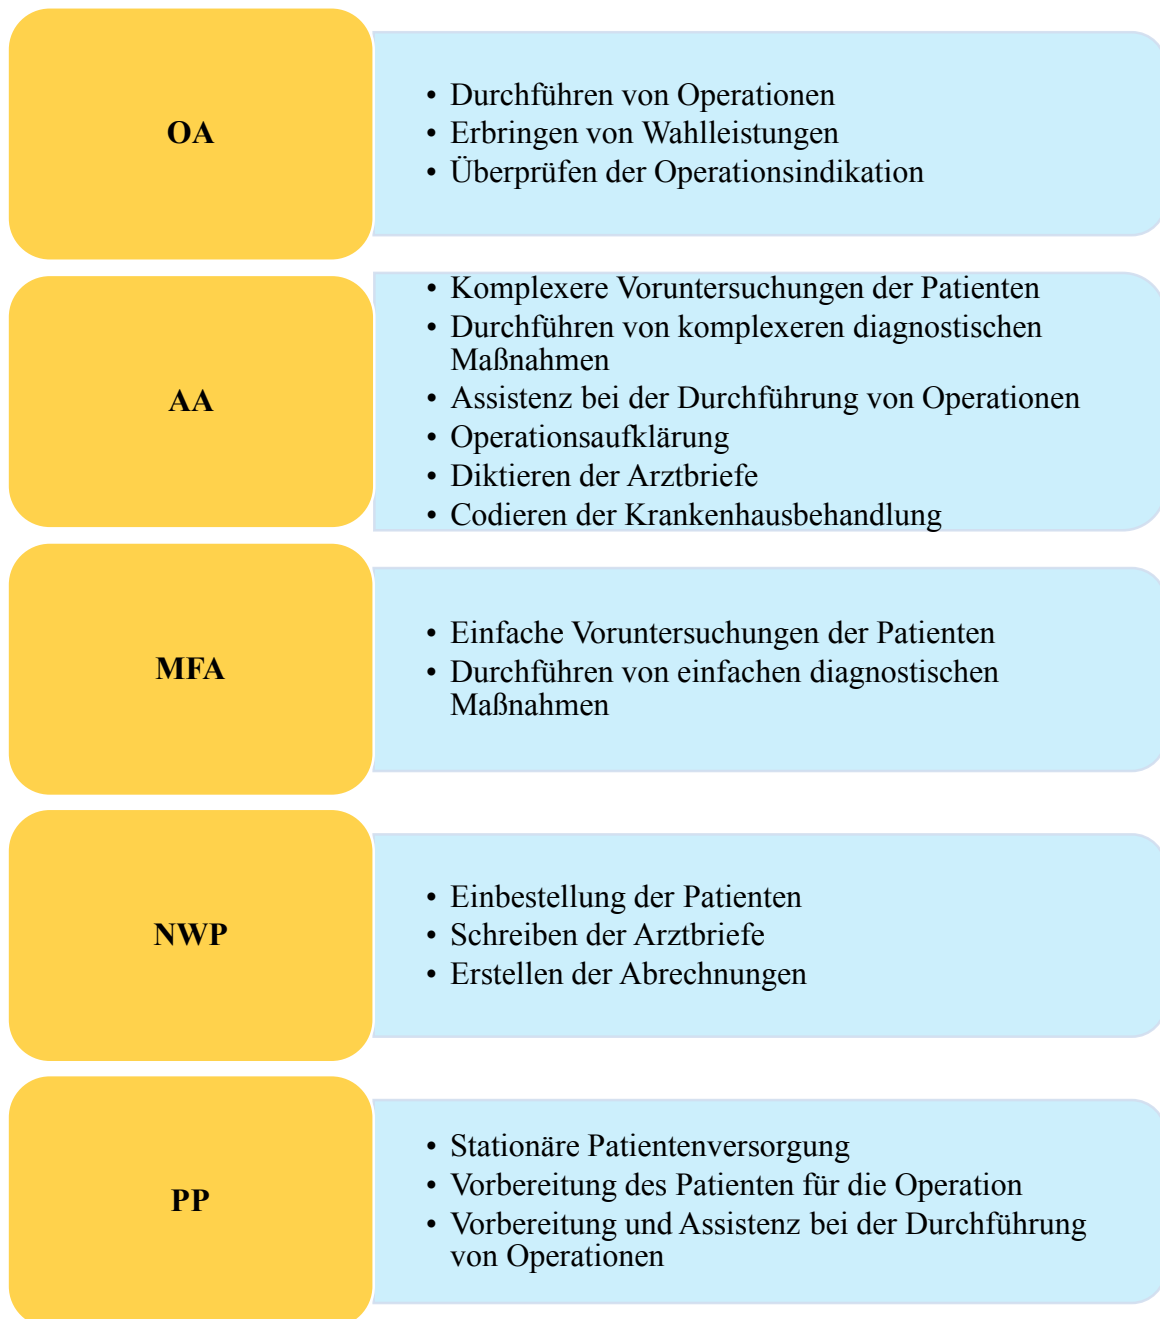 OA
• Durchführen von Operationen
• Erbringen von Wahlleistungen
• Überprüfen der Operationsindikation
AA
• Komplexere Voruntersuchungen der Patienten
• Durchführen von komplexeren diagnostischen
Maßnahmen
• Assistenz bei der Durchführung von Operationen
• Operationsaufklärung
• Diktieren der Arztbriefe
• Codieren der Krankenhausbehandlung
MFA
• Einfache Voruntersuchungen der Patienten
• Durchführen von einfachen diagnostischen
Maßnahmen
NWP
• Einbestellung der Patienten
• Schreiben der Arztbriefe
• Erstellen der Abrechnungen
PP
• Stationäre Patientenversorgung
• Vorbereitung des Patienten für die Operation
• Vorbereitung und Assistenz bei der Durchführung
von Operationen